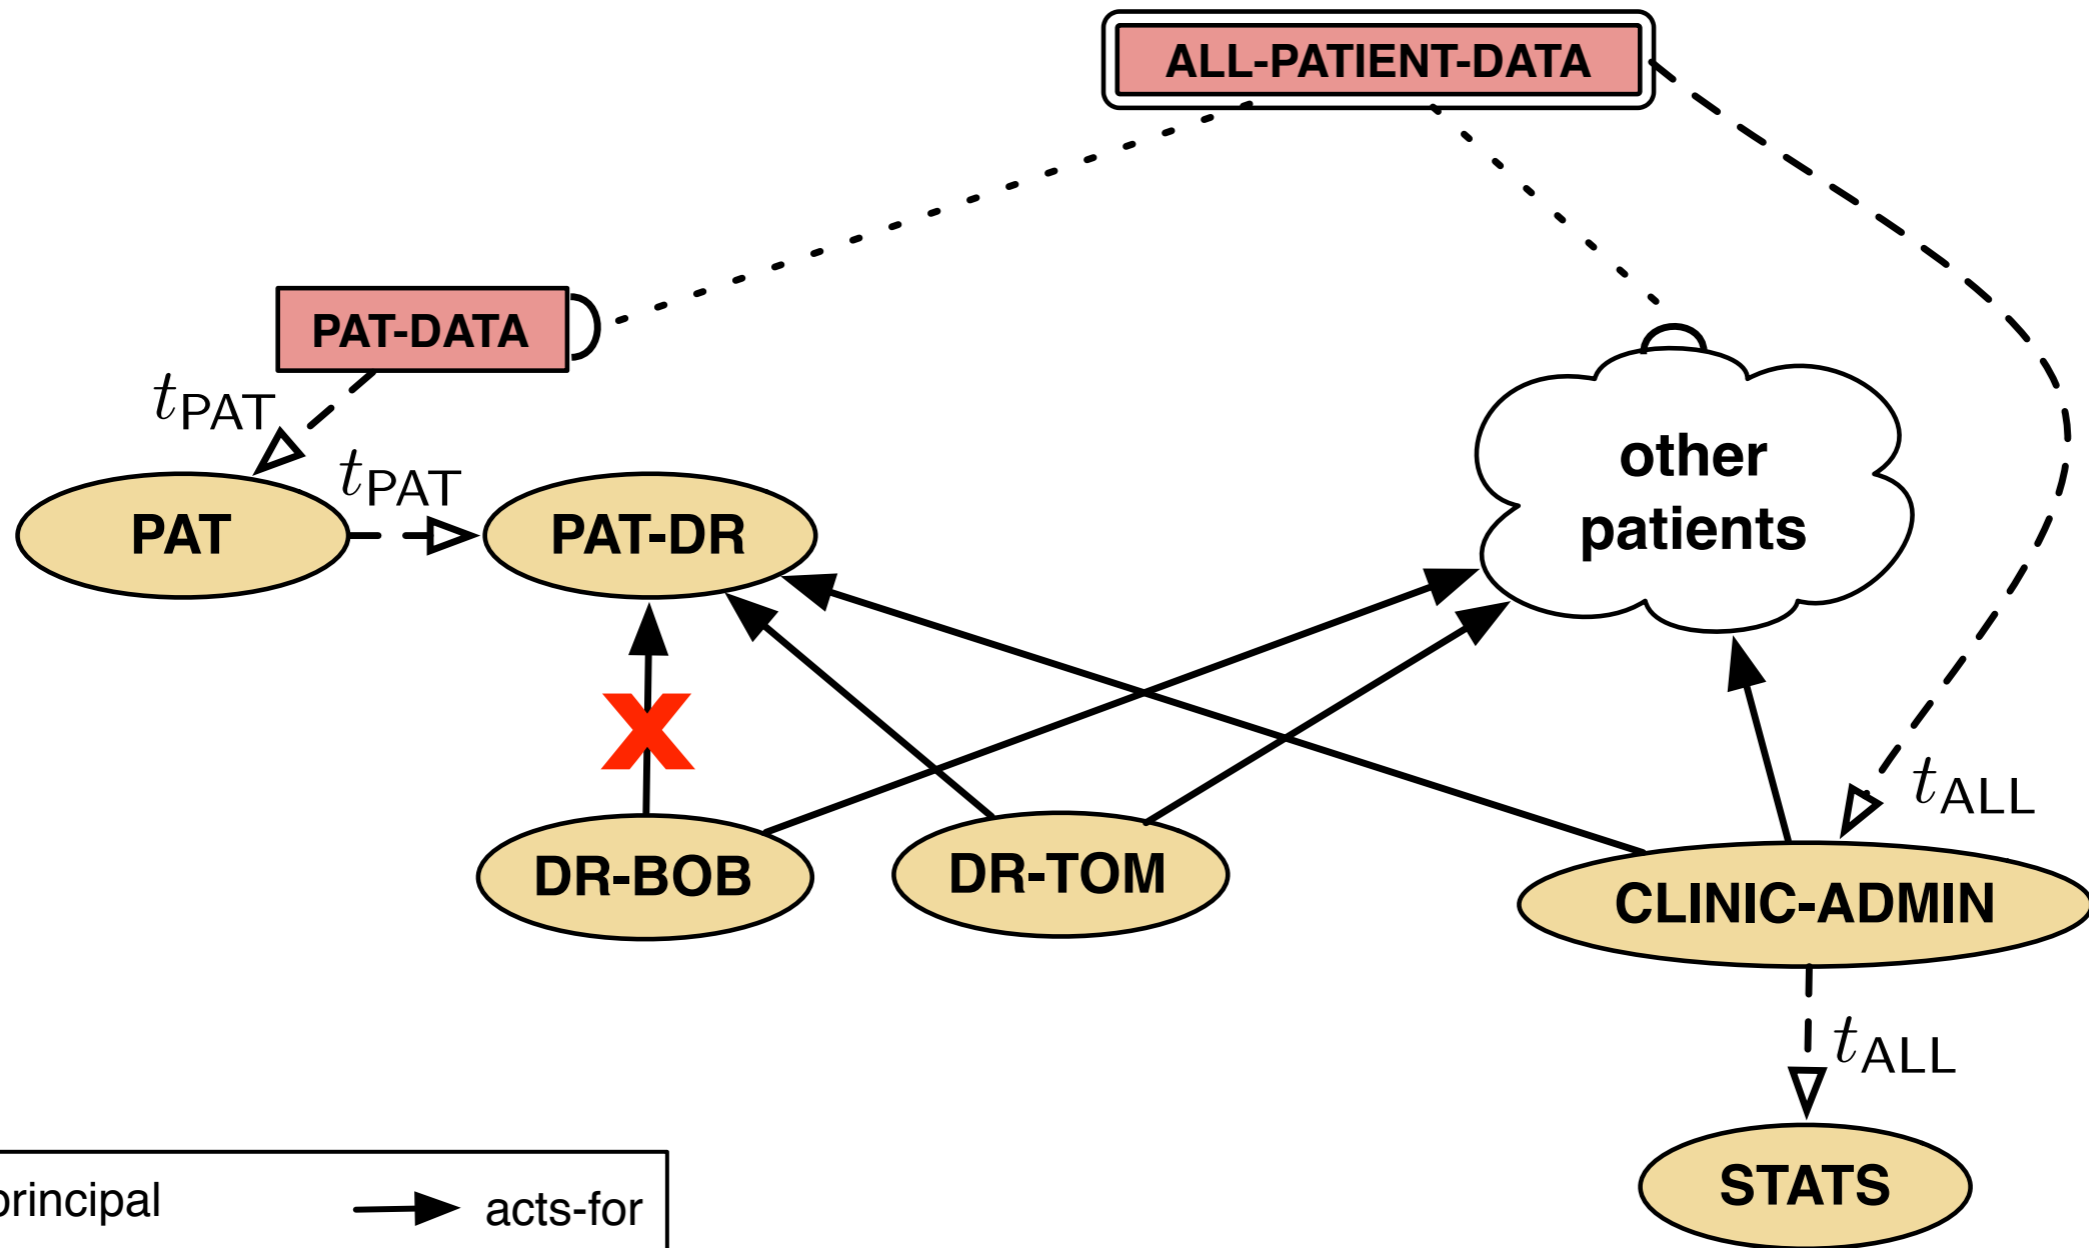 ALL-PATIENT-DATA
PAT-DATA
tPAT
tPAT
PAT
PAT-DR
other
patients
X
DR-BOB
DR-TOM
tALL
CLINIC-ADMIN
tALL
STATS
principal
acts-for